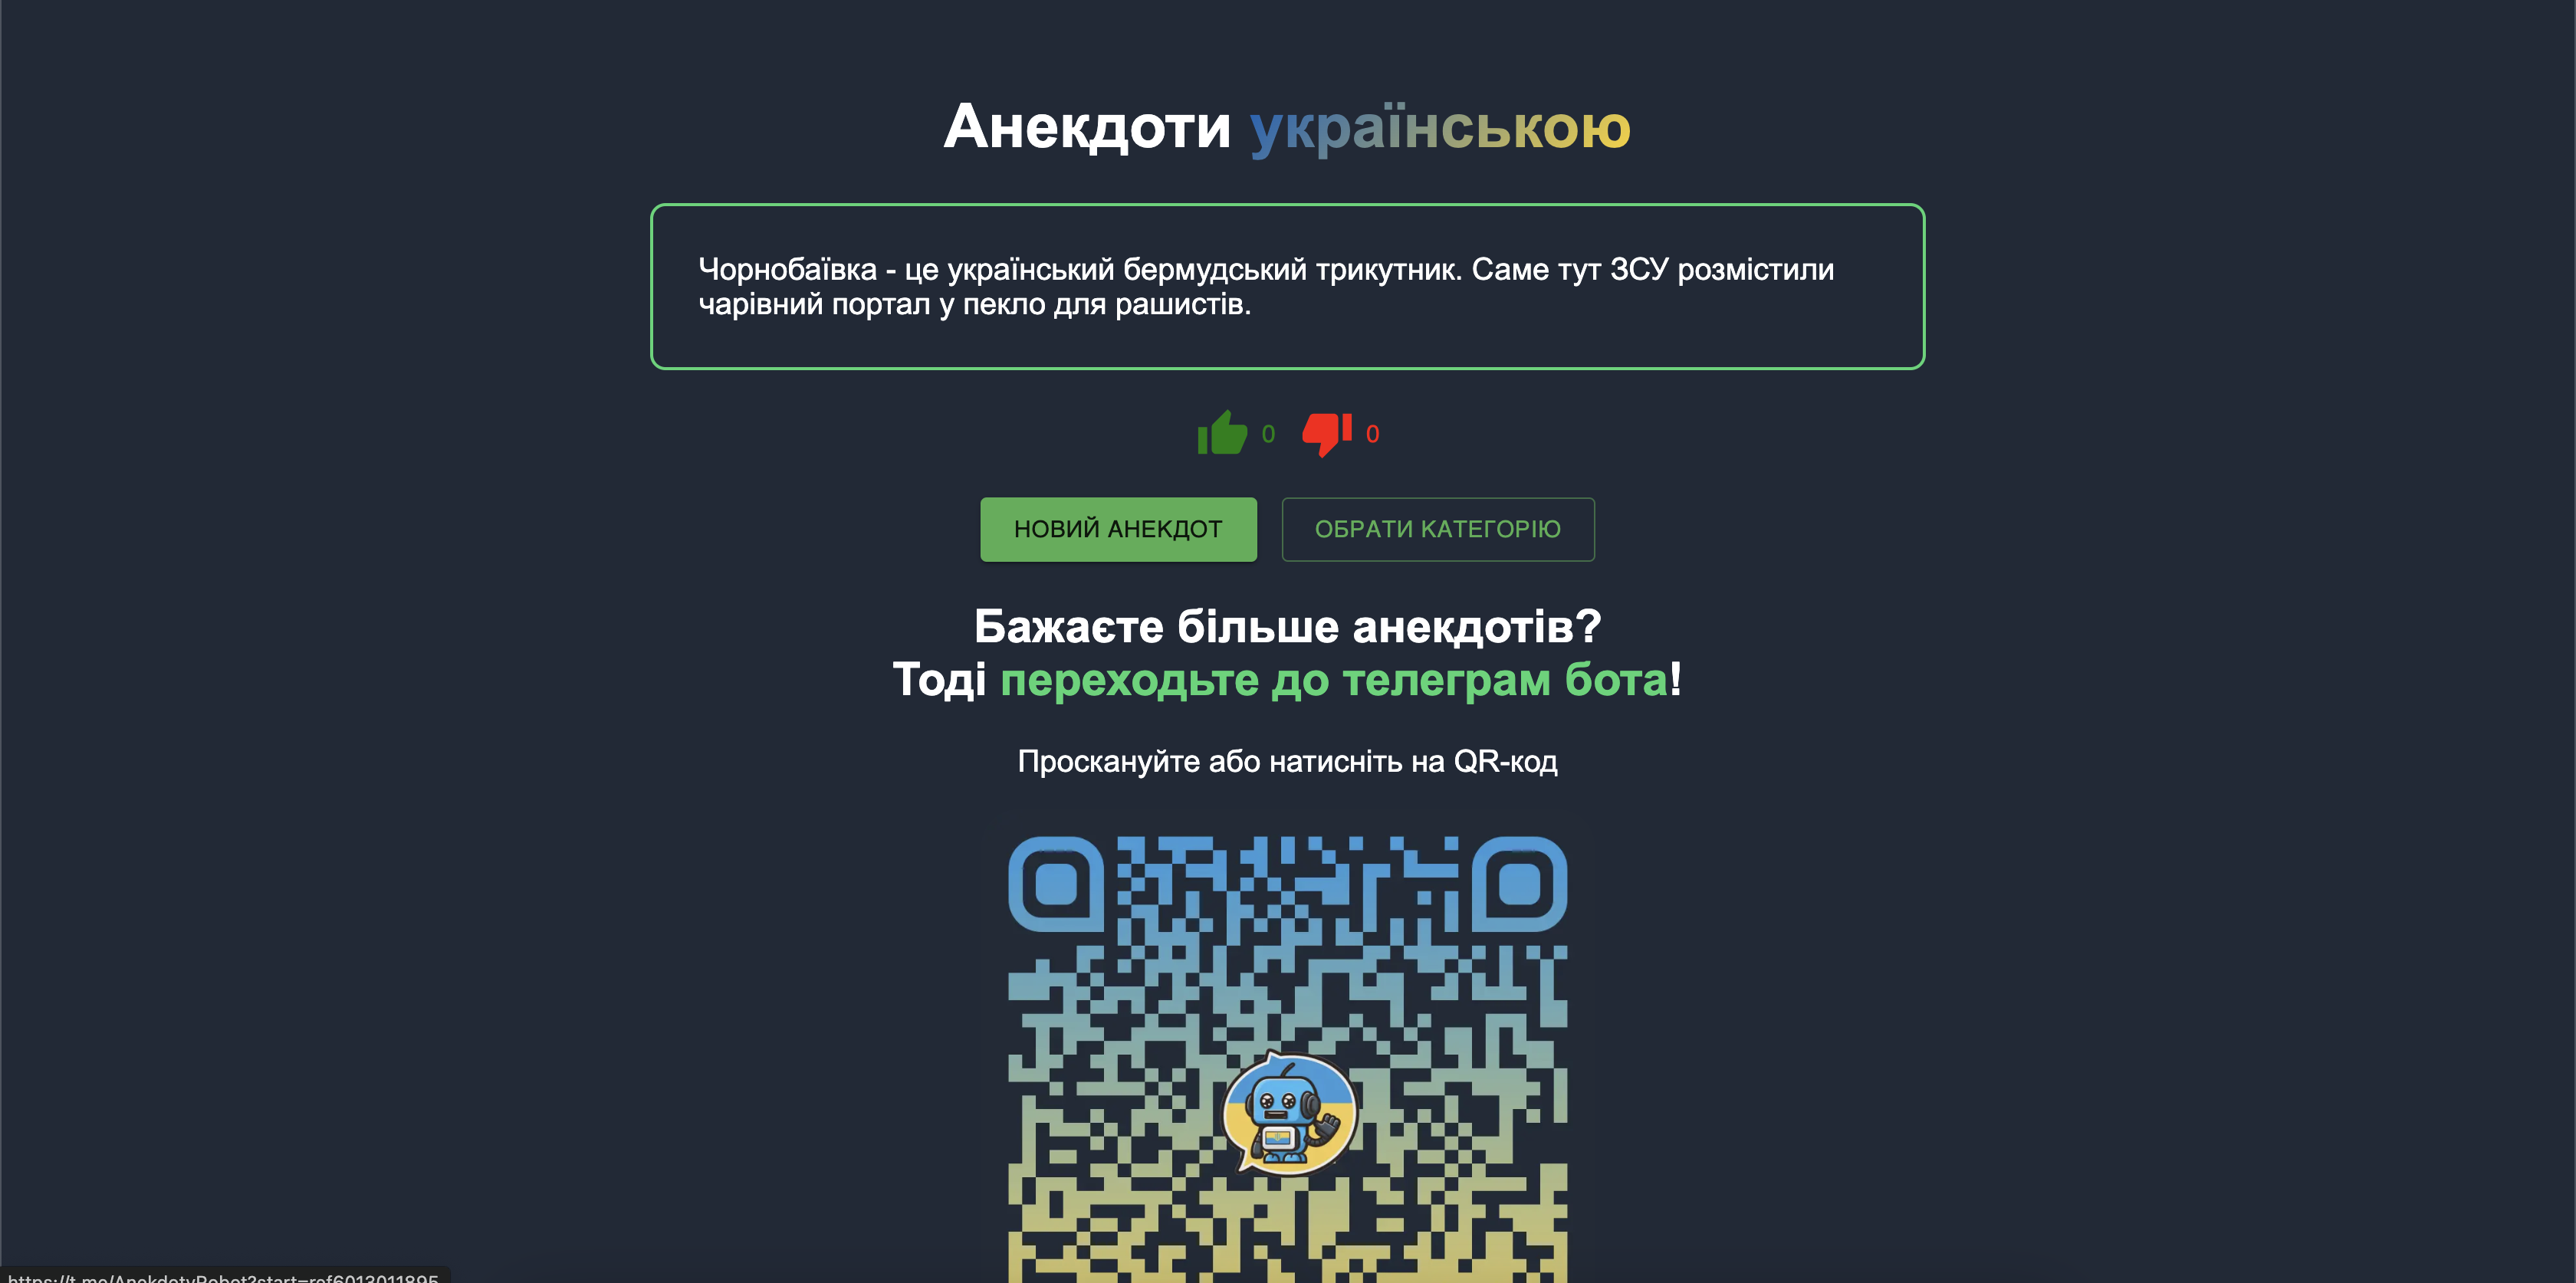 Анекдоти українською
Чорнобаївка - це український бермудський трикутник. Саме тут ЗСУ розмістили
чарівний портал у пекло для рашистів.
0 0
НОВИЙ АНЕКДОТ ОБРАТИ КАТЕГОРІЮ
Бажаєте більше анекдотів?
Тоді переходьте до телеграм бота!
Проскануйте або натисніть на QR-код
https://t.me/AnekdotyRobot?start=ref6013011895